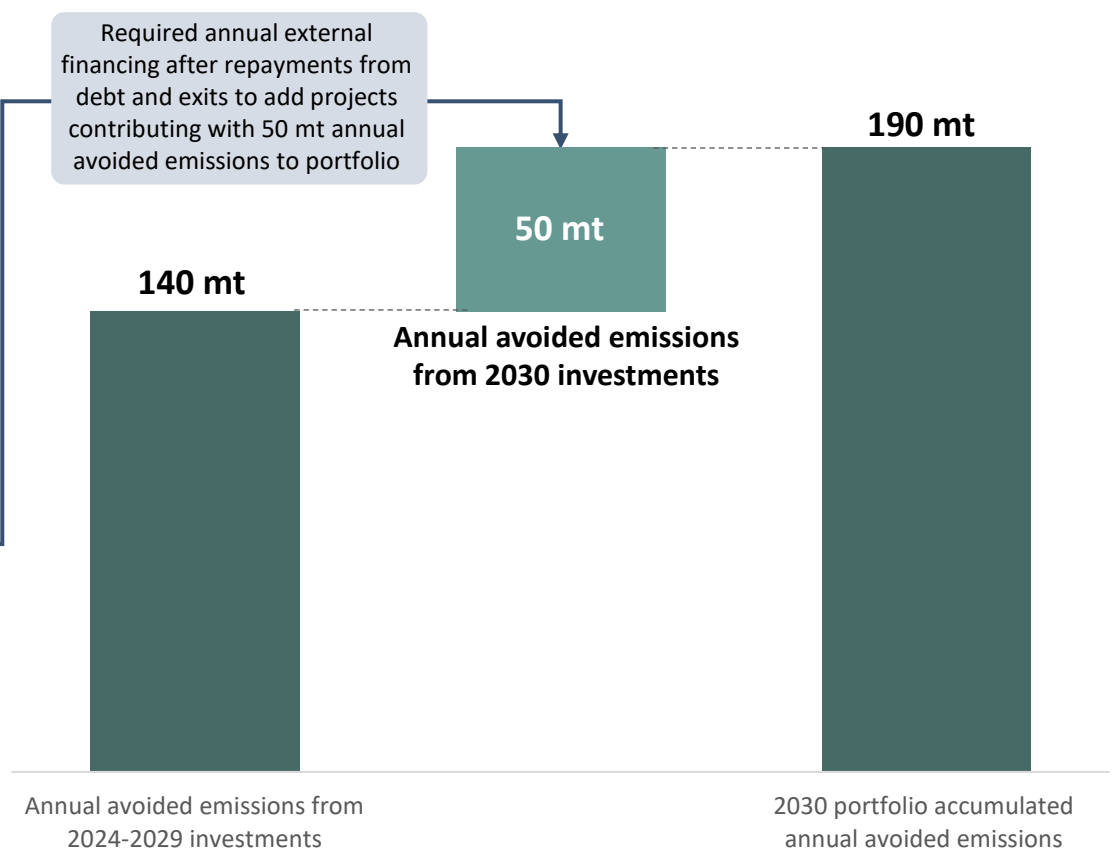 Required annual external
financing after repayments from
debt and exits to add projects
contributing with 50 mt annual
avoided emissions to portfolio
190 mt
50 mt
140 mt
Annual avoided emissions
from 2030 investments
Annual avoided emissions from
2024-2029 investments
2030 portfolio accumulated
annual avoided emissions